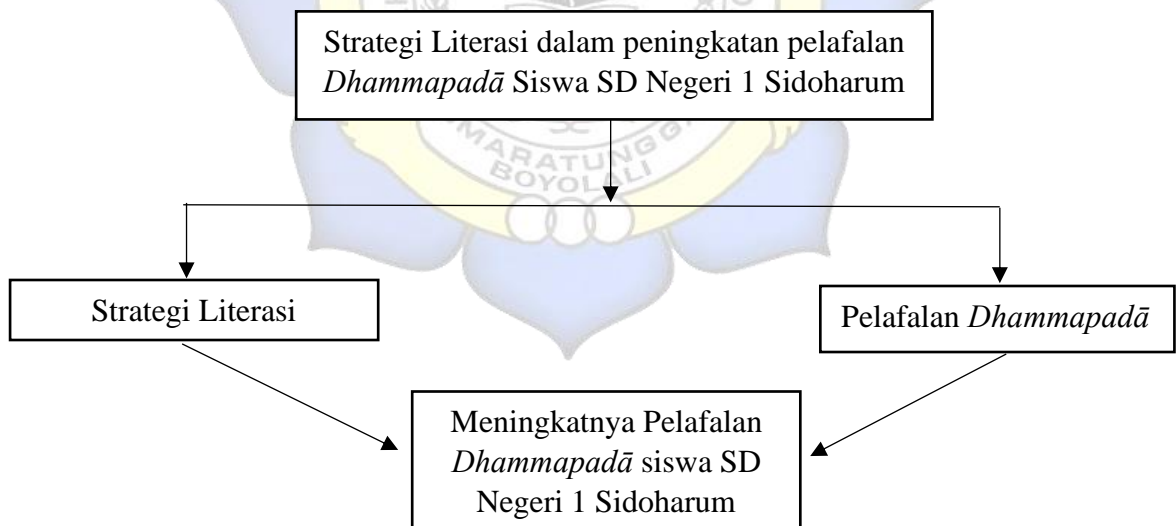 Strategi Literasi dalam peningkatan pelafalan
Dhammapadā Siswa SD Negeri 1 Sidoharum
BOYOLALI
Strategi Literasi
Pelafalan Dhammapadā
Meningkatnya Pelafalan
Dhammapadā siswa SD
Negeri 1 Sidoharum